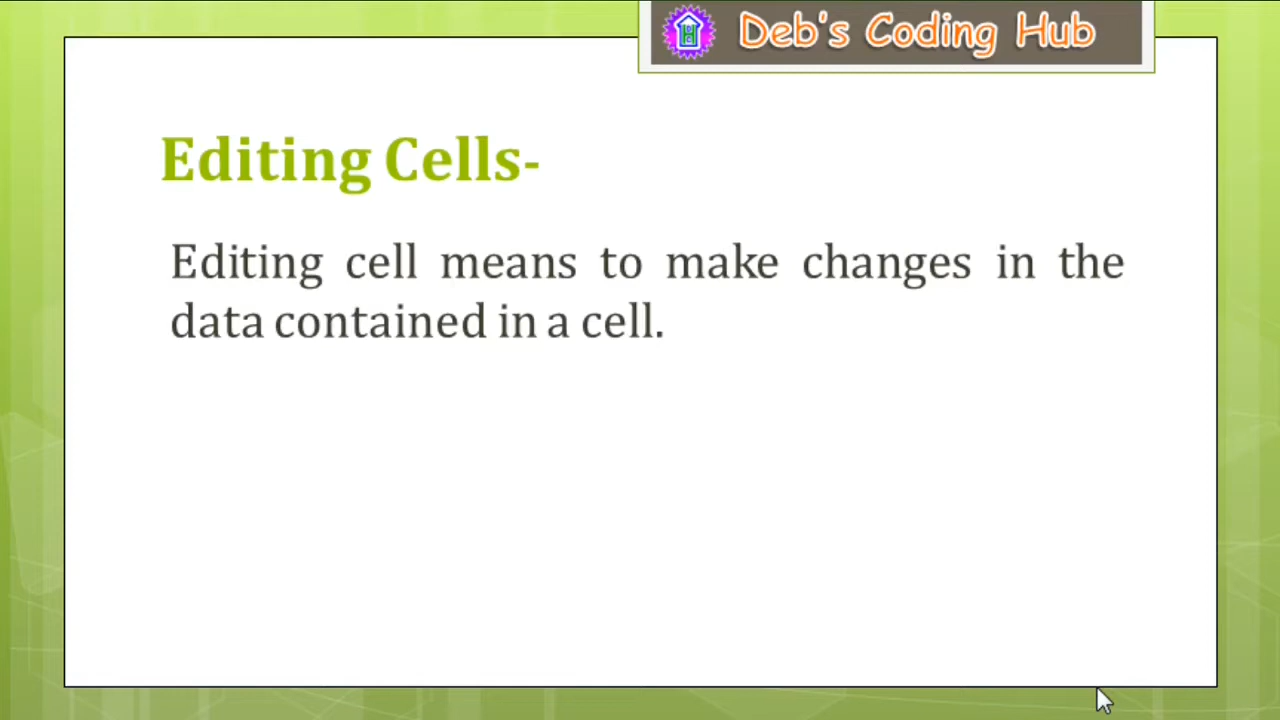 Deb's Coding Hub
Editing Cells-
Editing cell means to make changes in the
data contained in a cell.